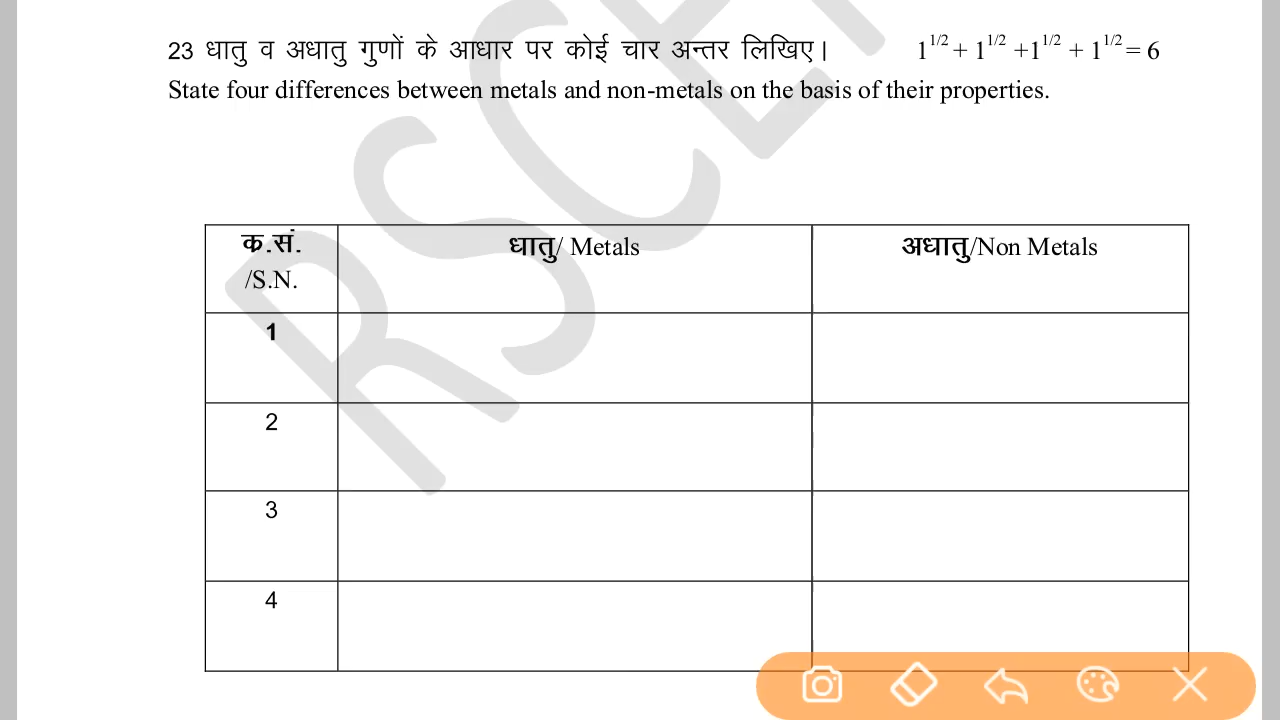 23 धातु व अधातु गुणों के आधार पर कोई चार अन्तर लिखिए। 1^1/2 + 1^1/2 +1^1/2 + 1^1/2 = 6
State four differences between metals and non-metals on the basis of their properties.
क.सं. धातु/ Metals अधातु/Non Metals
/S.N.
1
2
3
4
RSCE